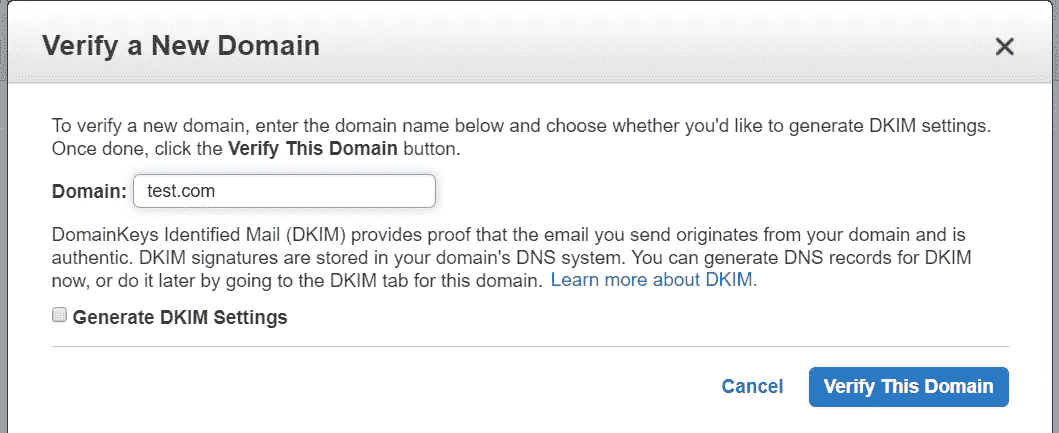 Verify a New Domain
To verify a new domain, enter the domain name below and choose whether you'd like to generate DKIM settings.
Once done, click the Verify This Domain button.
Domain: test.com
DomainKeys Identified Mail (DKIM) provides proof that the email you send originates from your domain and is
authentic. DKIM signatures are stored in your domain's DNS system. You can generate DNS records for DKIM
now, or do it later by going to the DKIM tab for this domain. Learn more about DKIM.
Generate DKIM Settings
Cancel Verify This Domain